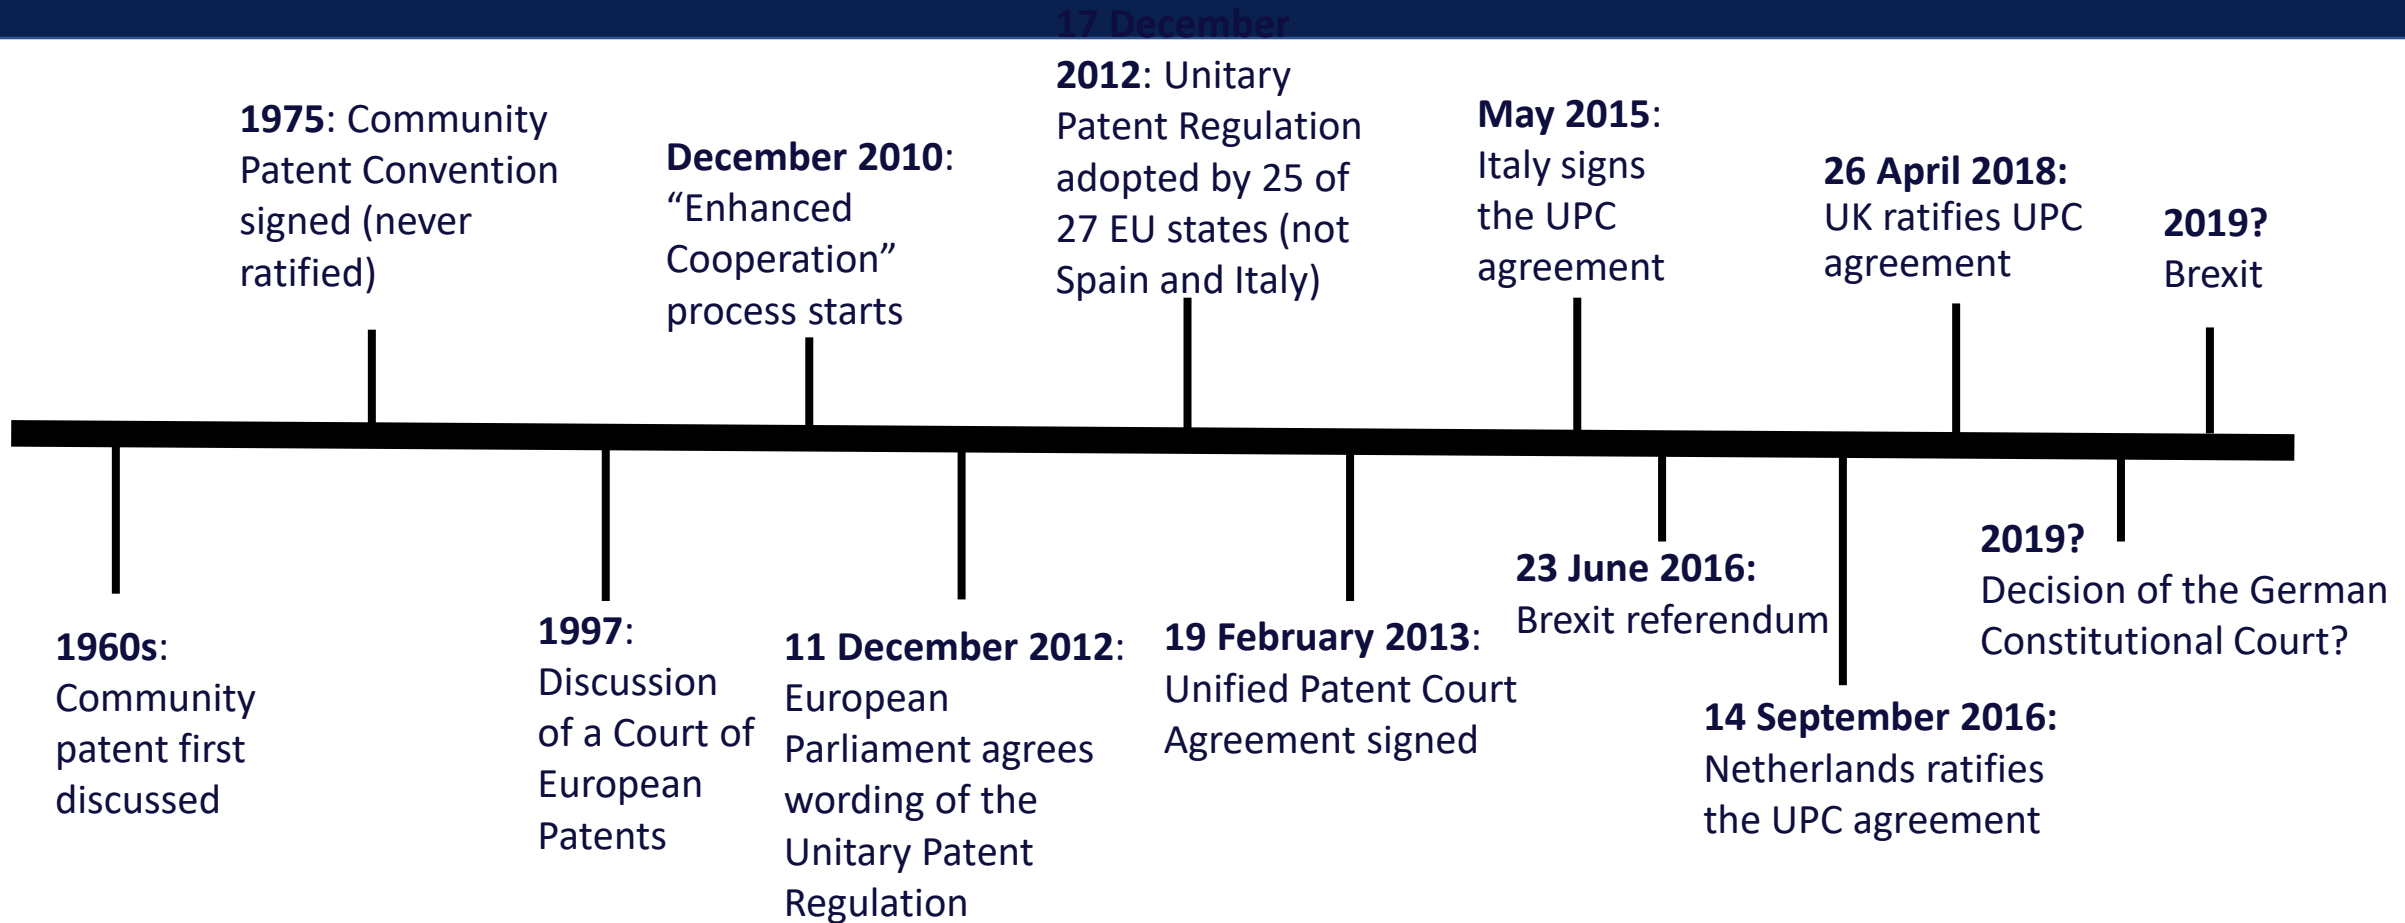 1960s:
Community
patent first
discussed
1975: Community
Patent Convention
signed (never
ratified)
1997:
Discussion
of a Court of
European
Patents
December 2010:
“Enhanced
Cooperation”
process starts
11 December 2012:
European
Parliament agrees
wording of the
Unitary Patent
Regulation
17 December
2012: Unitary
Patent Regulation
adopted by 25 of
27 EU states (not
Spain and Italy)
19 February 2013:
Unified Patent Court
Agreement signed
May 2015:
Italy signs
the UPC
agreement
23 June 2016:
Brexit referendum
14 September 2016:
Netherlands ratifies
the UPC agreement
26 April 2018:
UK ratifies UPC
agreement
2019?
Decision of the German
Constitutional Court?
2019?
Brexit